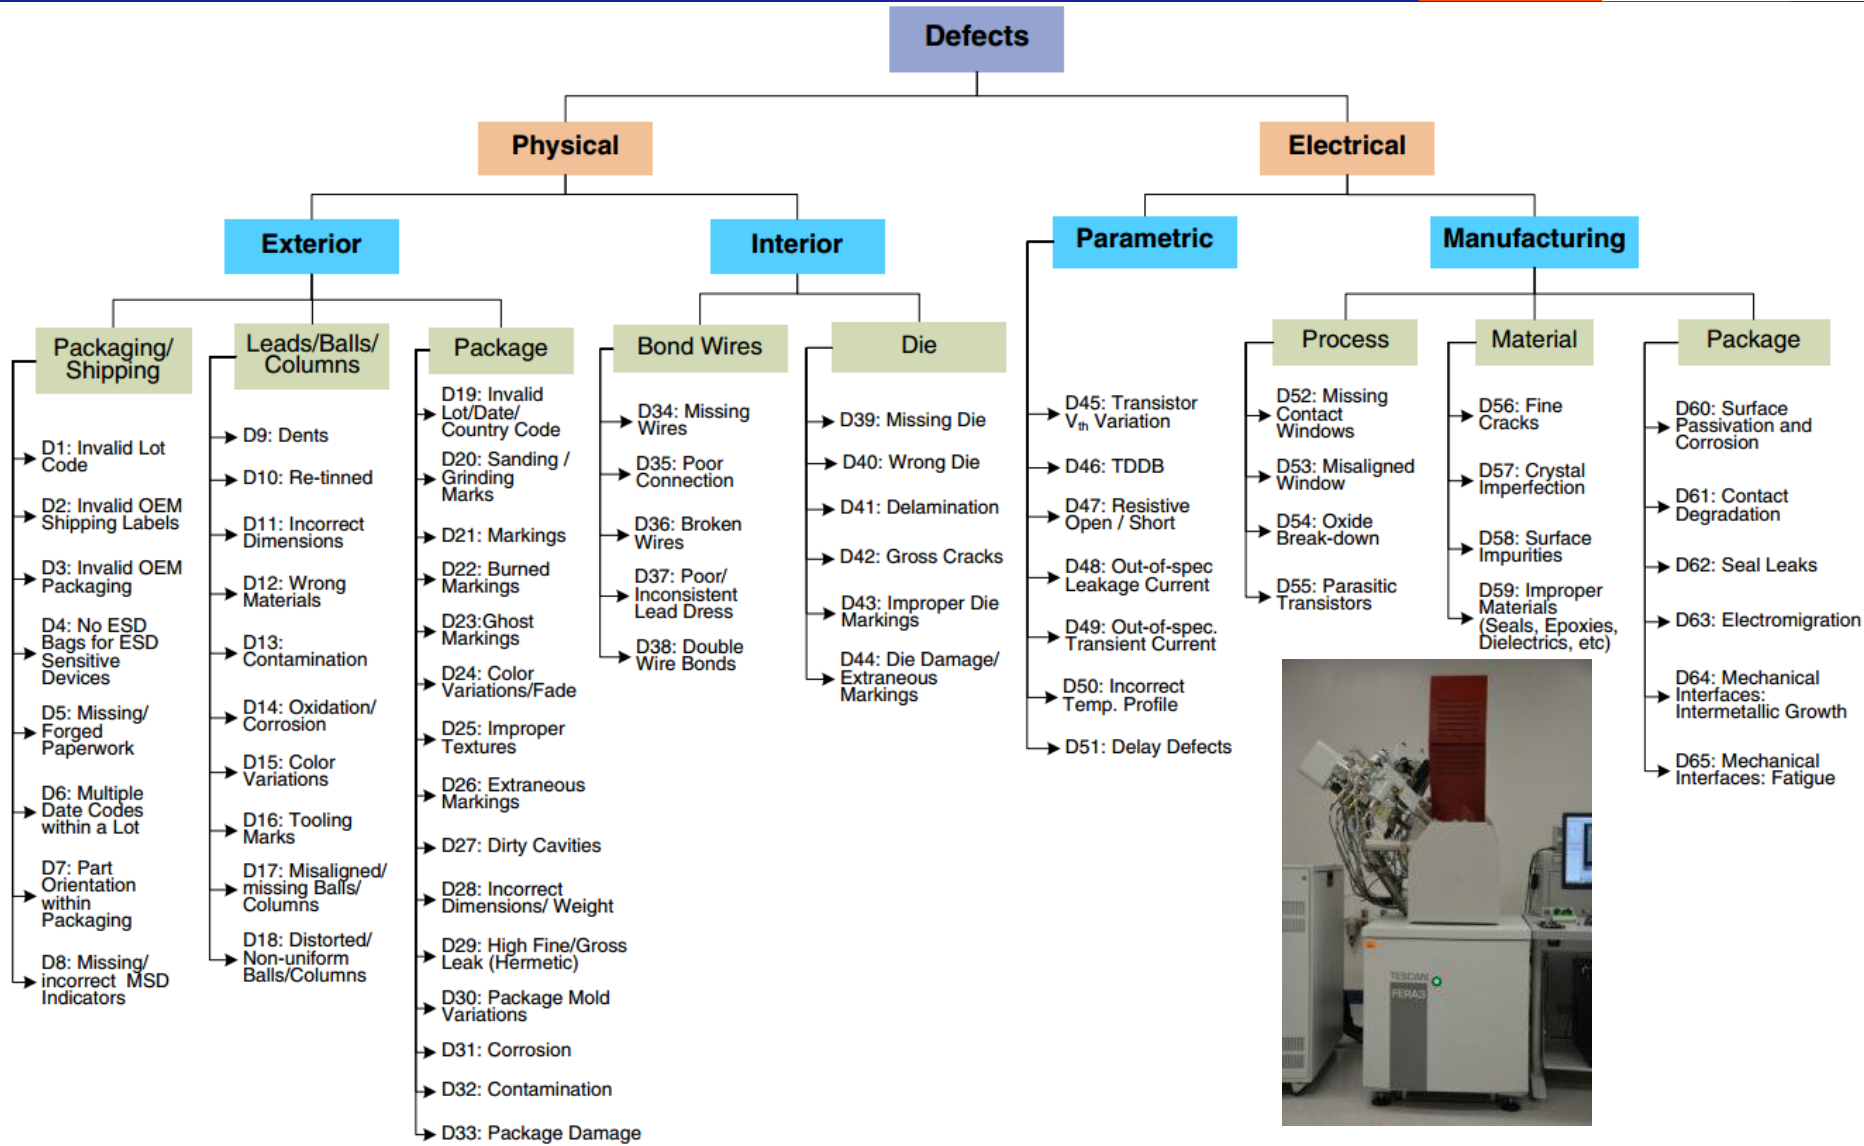 Defects
Physical
Electrical
Exterior
Interior
Parametric
Manufacturing
Packaging/
Shipping
D1: Invalid Lot
Code
D2: Invalid OEM
Shipping Labels
D3: Invalid OEM
Packaging
D4: No ESD
Bags for ESD
Sensitive
Devices
D5: Missing/
Forged
Paperwork
D6: Multiple
Date Codes
within a Lot
D7: Part
Orientation
within
Packaging
D8: Missing/
incorrect MSD
Indicators
Leads/Balls/
Columns
D9: Dents
D10: Re-tinned
D11: Incorrect
Dimensions
D12: Wrong
Materials
D13:
Contamination
D14: Oxidation/
Corrosion
D15: Color
Variations
D16: Tooling
Marks
D17: Misaligned/
missing Balls/
Columns
D18: Distorted/
Non-uniform
Balls/Columns
Package
D19: Invalid
Lot/Date/
Country Code
D20: Sanding /
Grinding
Marks
D21: Markings
D22: Burned
Markings
D23:Ghost
Markings
D24: Color
Variations/Fade
D25: Improper
Textures
D26: Extraneous
Markings
D27: Dirty Cavities
D28: Incorrect
Dimensions/ Weight
D29: High Fine/Gross
Leak (Hermetic)
D30: Package Mold
Variations
D31: Corrosion
D32: Contamination
D33: Package Damage
Bond Wires
D34: Missing
Wires
D35: Poor
Connection
D36: Broken
Wires
D37: Poor/
Inconsistent
Lead Dress
D38: Double
Wire Bonds
Die
D39: Missing Die
D40: Wrong Die
D41: Delamination
D42: Gross Cracks
D43: Improper Die
Markings
D44: Die Damage/
Extraneous
Markings
D45: Transistor
Vth Variation
D46: TDDB
D47: Resistive
Open / Short
D48: Out-of-spec
Leakage Current
D49: Out-of-spec.
Transient Current
D50: Incorrect
Temp. Profile
D51: Delay Defects
Process
D52: Missing
Contact
Windows
D53: Misaligned
Window
D54: Oxide
Break-down
D55: Parasitic
Transistors
Material
D56: Fine
Cracks
D57: Crystal
Imperfection
D58: Surface
Impurities
D59: Improper
Materials
(Seals, Epoxies,
Dielectrics, etc)
Package
D60: Surface
Passivation and
Corrosion
D61: Contact
Degradation
D62: Seal Leaks
D63: Electromigration
D64: Mechanical
Interfaces:
Intermetallic Growth
D65: Mechanical
Interfaces: Fatigue
TESCAN
FERA3